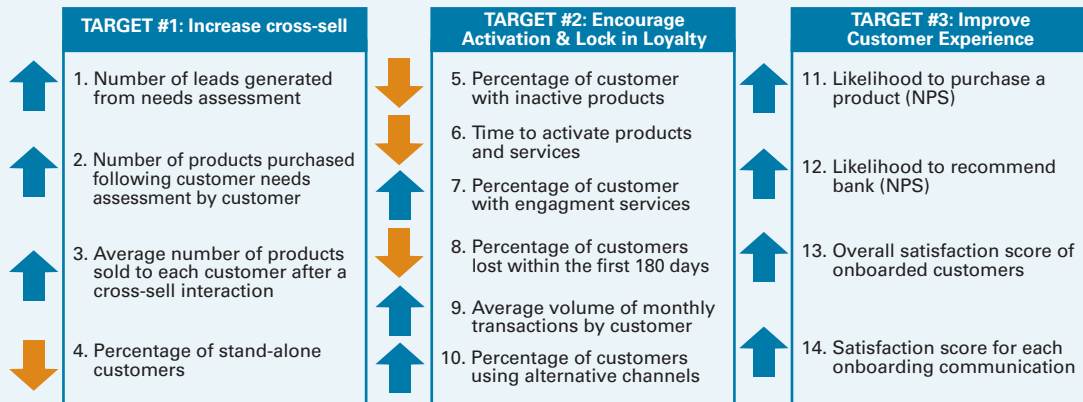 TARGET #1: Increase cross-sell
1. Number of leads generated
from needs assessment
2. Number of products purchased
following customer needs
assessment by customer
3. Average number of products
sold to each customer after a
cross-sell interaction
4. Percentage of stand-alone
customers
TARGET #2: Encourage
Activation & Lock in Loyalty
5. Percentage of customer
with inactive products
6. Time to activate products
and services
7. Percentage of customer
with engagment services
8. Percentage of customers
lost within the first 180 days
9. Average volume of monthly
transactions by customer
10. Percentage of customers
using alternative channels
TARGET #3: Improve
Customer Experience
11. Likelihood to purchase a
product (NPS)
12. Likelihood to recommend
bank (NPS)
13. Overall satisfaction score of
onboarded customers
14. Satisfaction score for each
onboarding communication